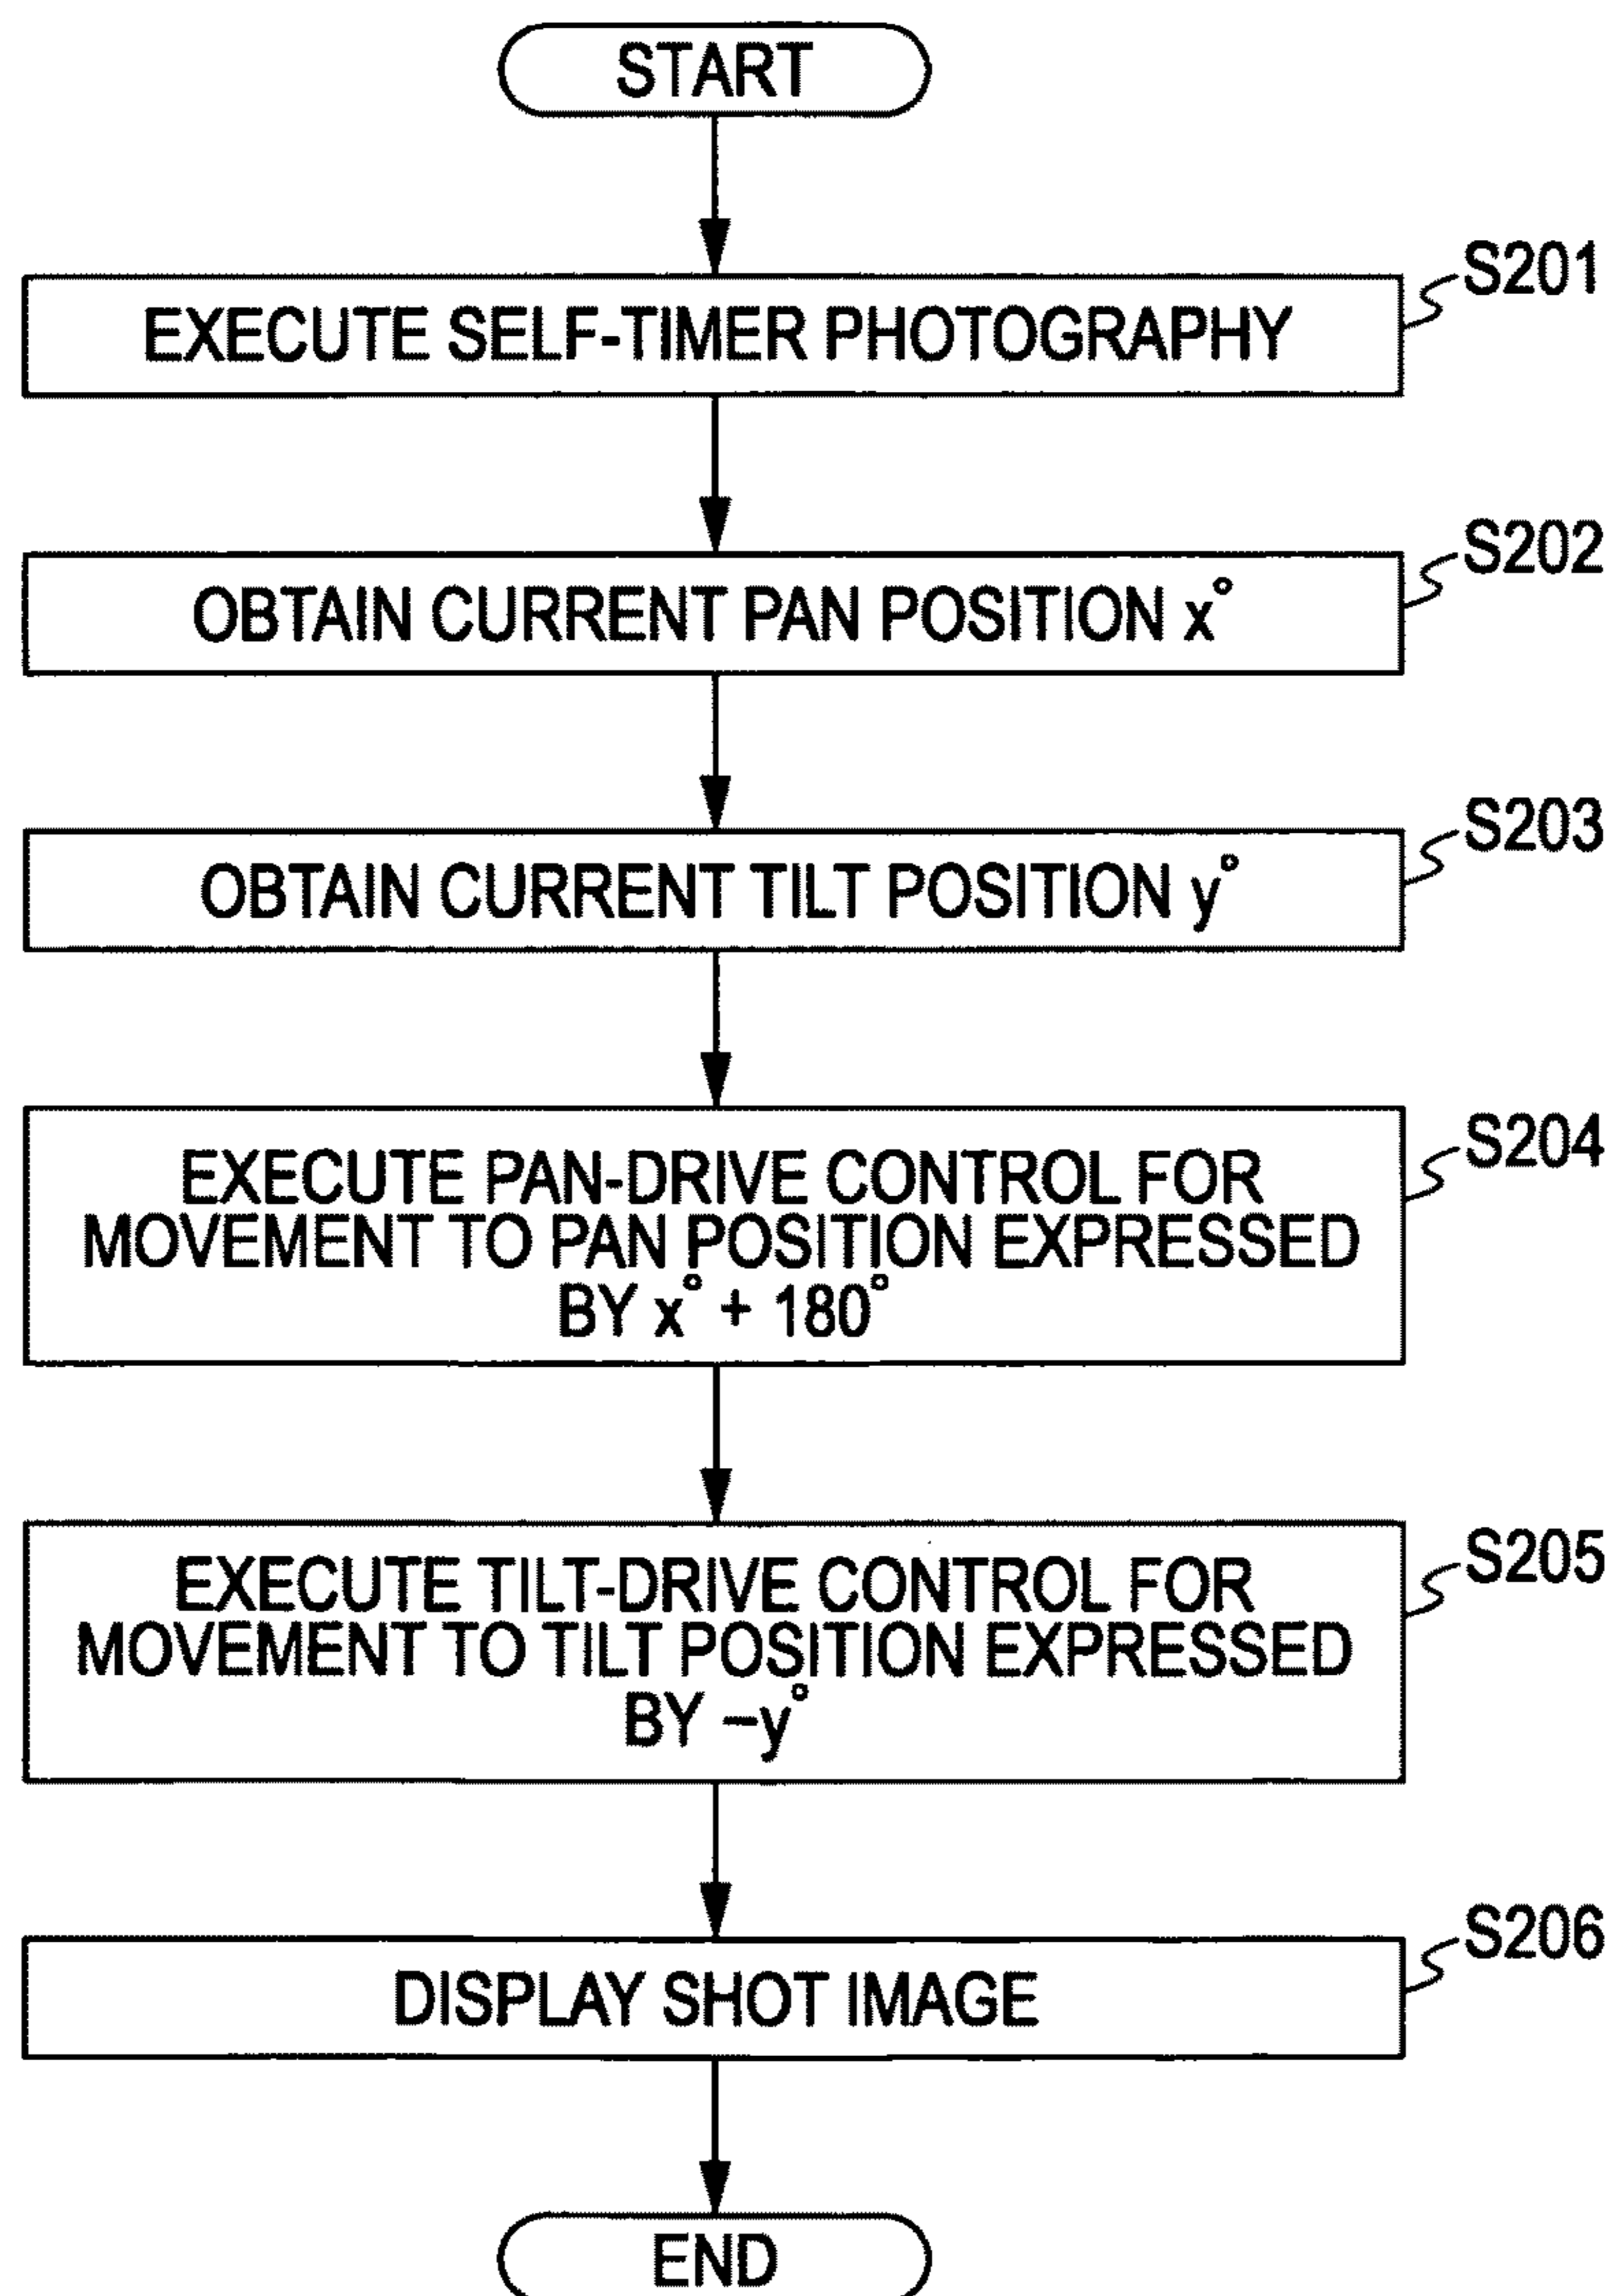 START
S201
EXECUTE SELF-TIMER PHOTOGRAPHY
S202
OBTAIN CURRENT PAN POSITION x°
S203
OBTAIN CURRENT TILT POSITION y°
S204
EXECUTE PAN-DRIVE CONTROL FOR
MOVEMENT TO PAN POSITION EXPRESSED
BY x° + 180°
S205
EXECUTE TILT-DRIVE CONTROL FOR
MOVEMENT TO TILT POSITION EXPRESSED
BY −y°
S206
DISPLAY SHOT IMAGE
END